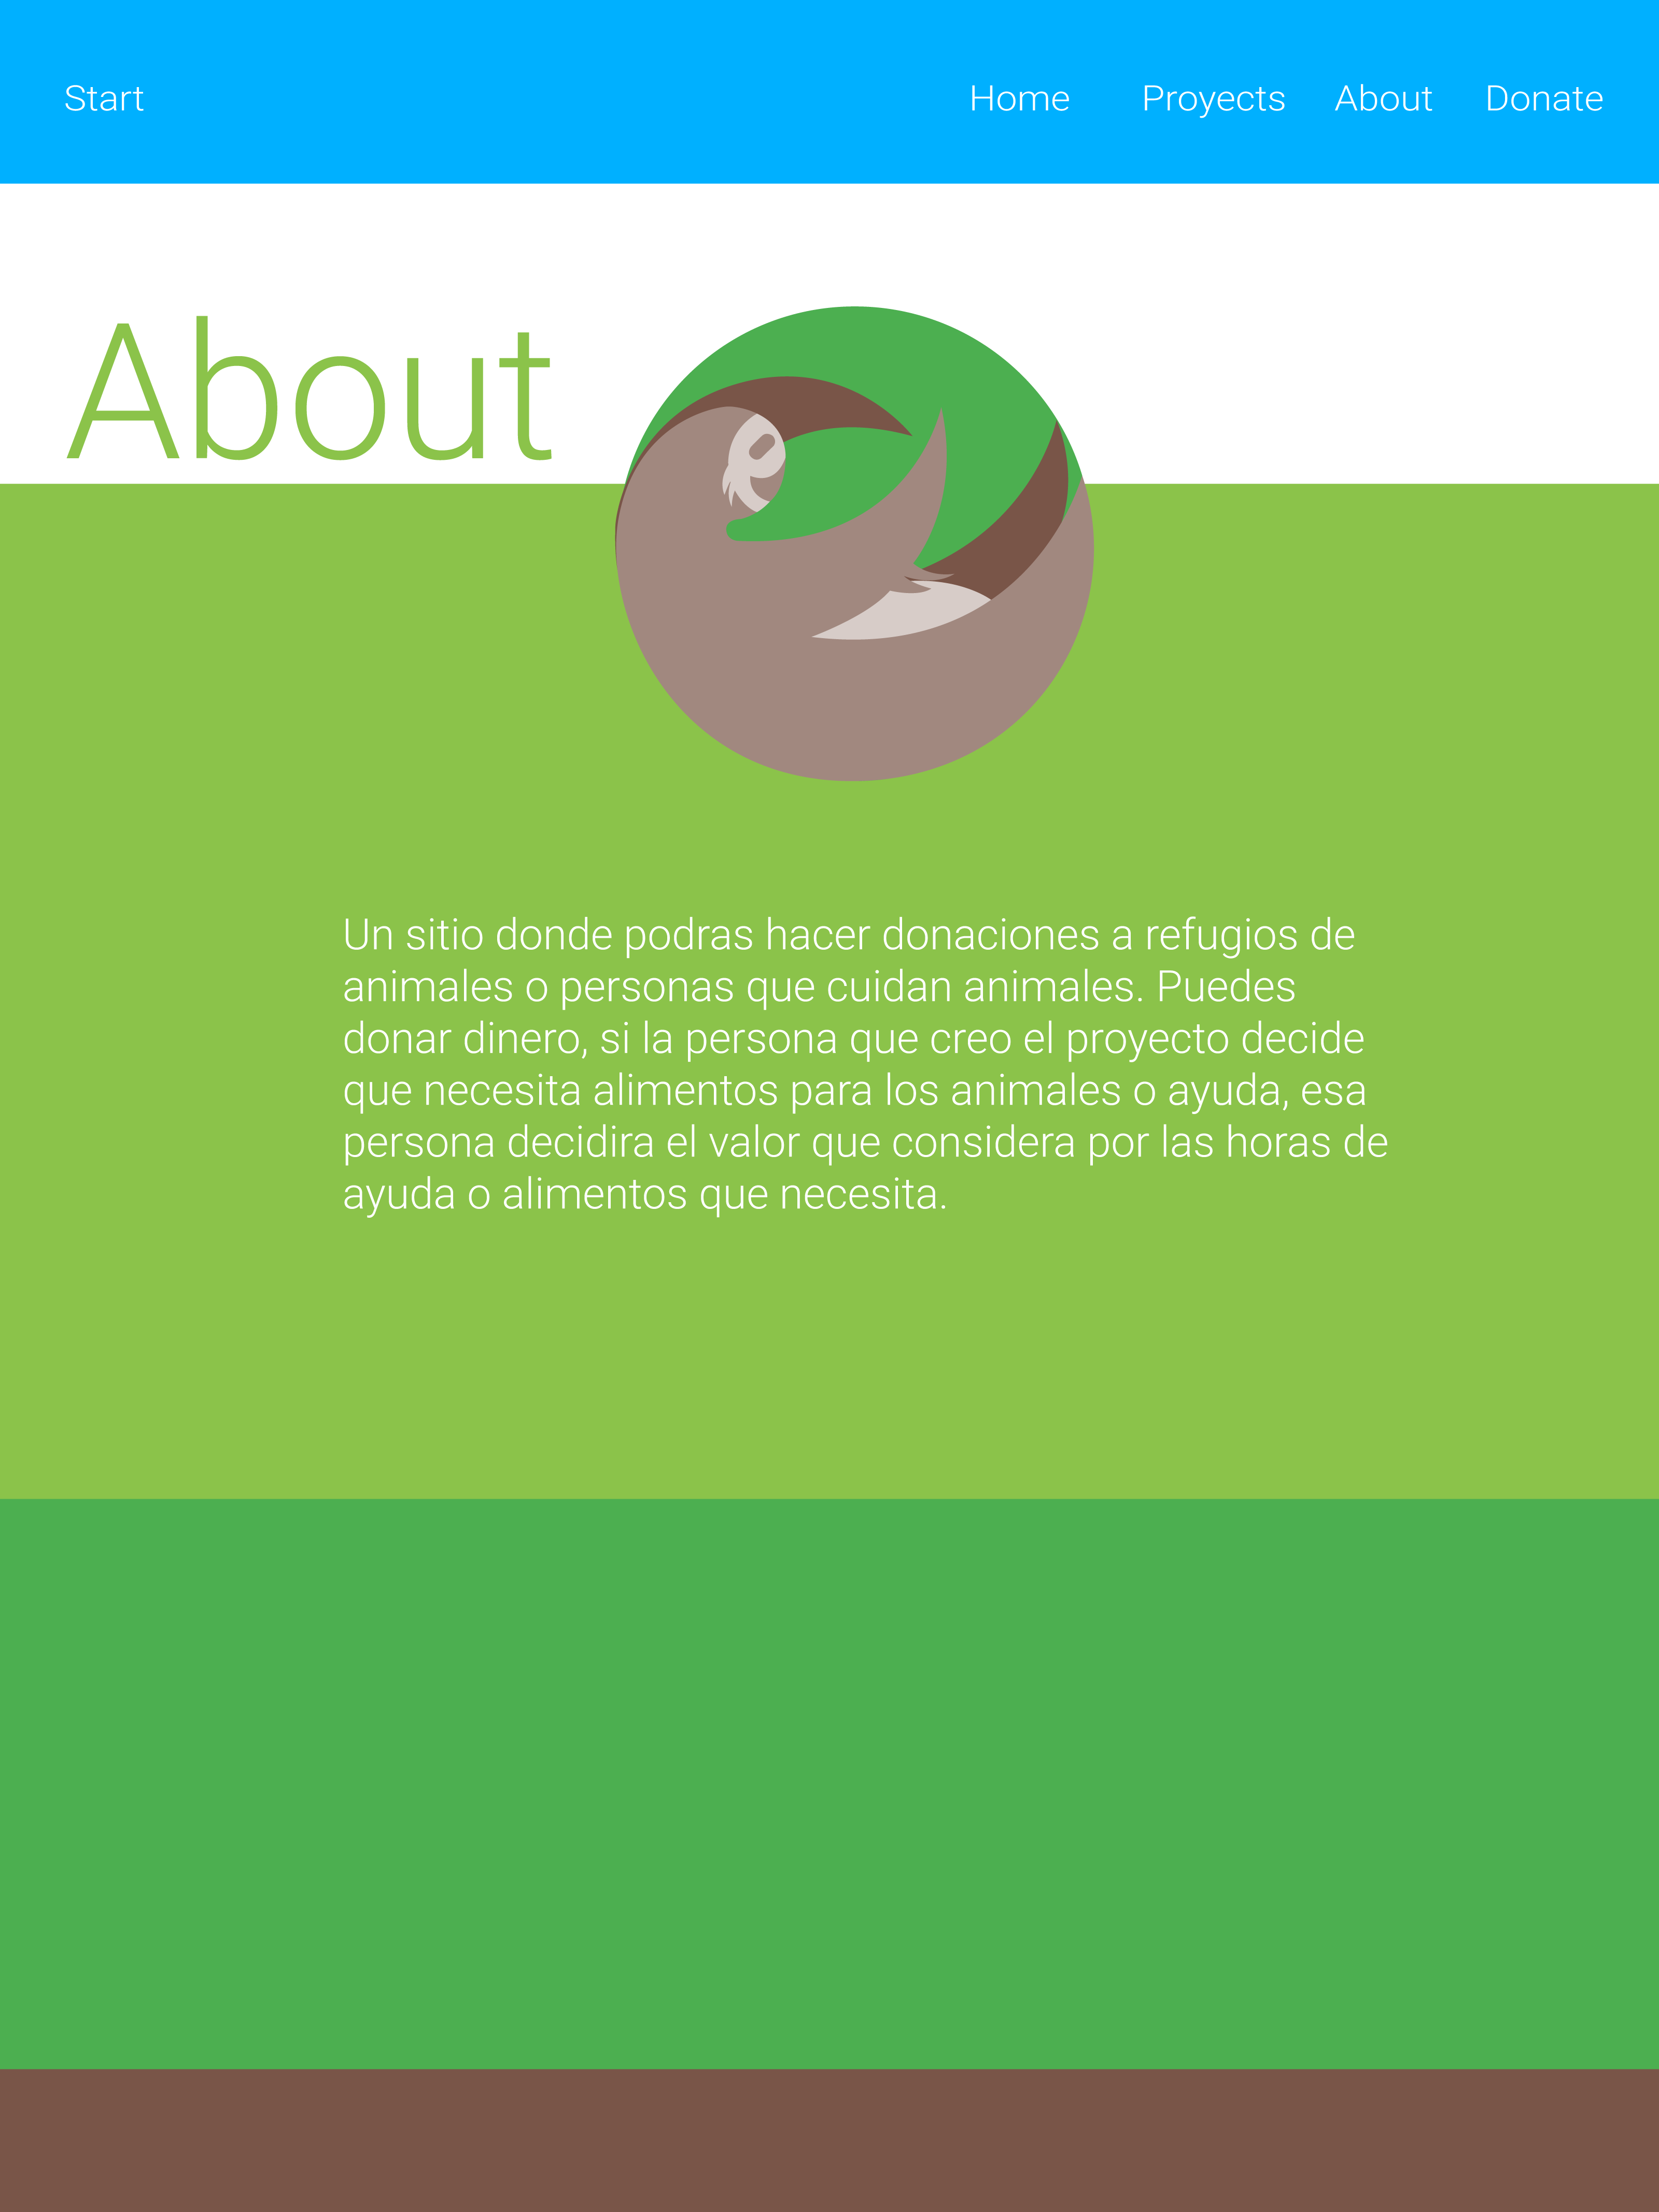 Start Home Proyects About Donate
About
Un sitio donde podras hacer donaciones a refugios de
animales o personas que cuidan animales. Puedes
donar dinero, si la persona que creo el proyecto decide
que necesita alimentos para los animales o ayuda, esa
persona decidira el valor que considera por las horas de
ayuda o alimentos que necesita.